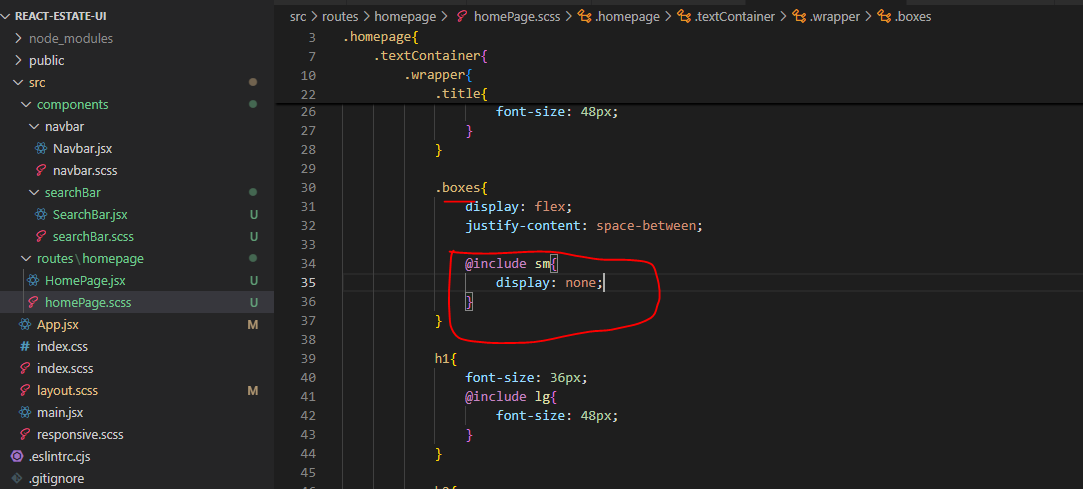 REACT-ESTATE-UI
node_modules
public
src
components
navbar
Navbar.jsx
navbar.scss
searchBar
SearchBar.jsx U
searchBar.scss U
routes\homepage
HomePage.jsx U
homePage.scss U
App.jsx M
index.css
index.scss
layout.scss M
main.jsx
responsive.scss
.eslintrc.cjs
.gitignore
src > routes > homepage > homePage.scss > .homepage > .textContainer > .wrapper > .boxes
3 .homepage{
7 .textContainer{
10 .wrapper{
22 .title{
26 font-size: 48px;
27 }
28 }
29
30 .boxes{
31 display: flex;
32 justify-content: space-between;
33
34 @include sm{
35 display: none;
36 }
37 }
38
39 h1{
40 font-size: 36px;
41 @include lg{
42 font-size: 48px;
43 }
44 }
45